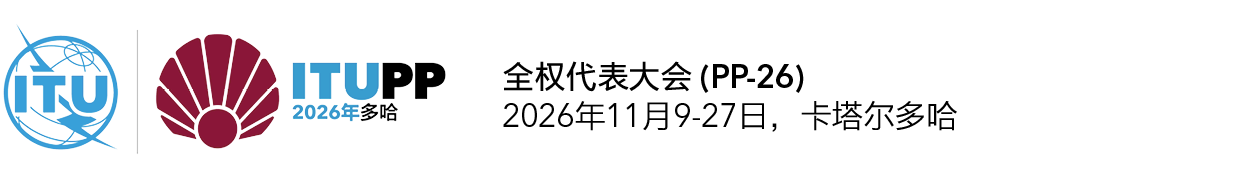 ITU
ITUPP
2026年多哈
全权代表大会 (PP-26)
2026年11月9-27日，卡塔尔多哈